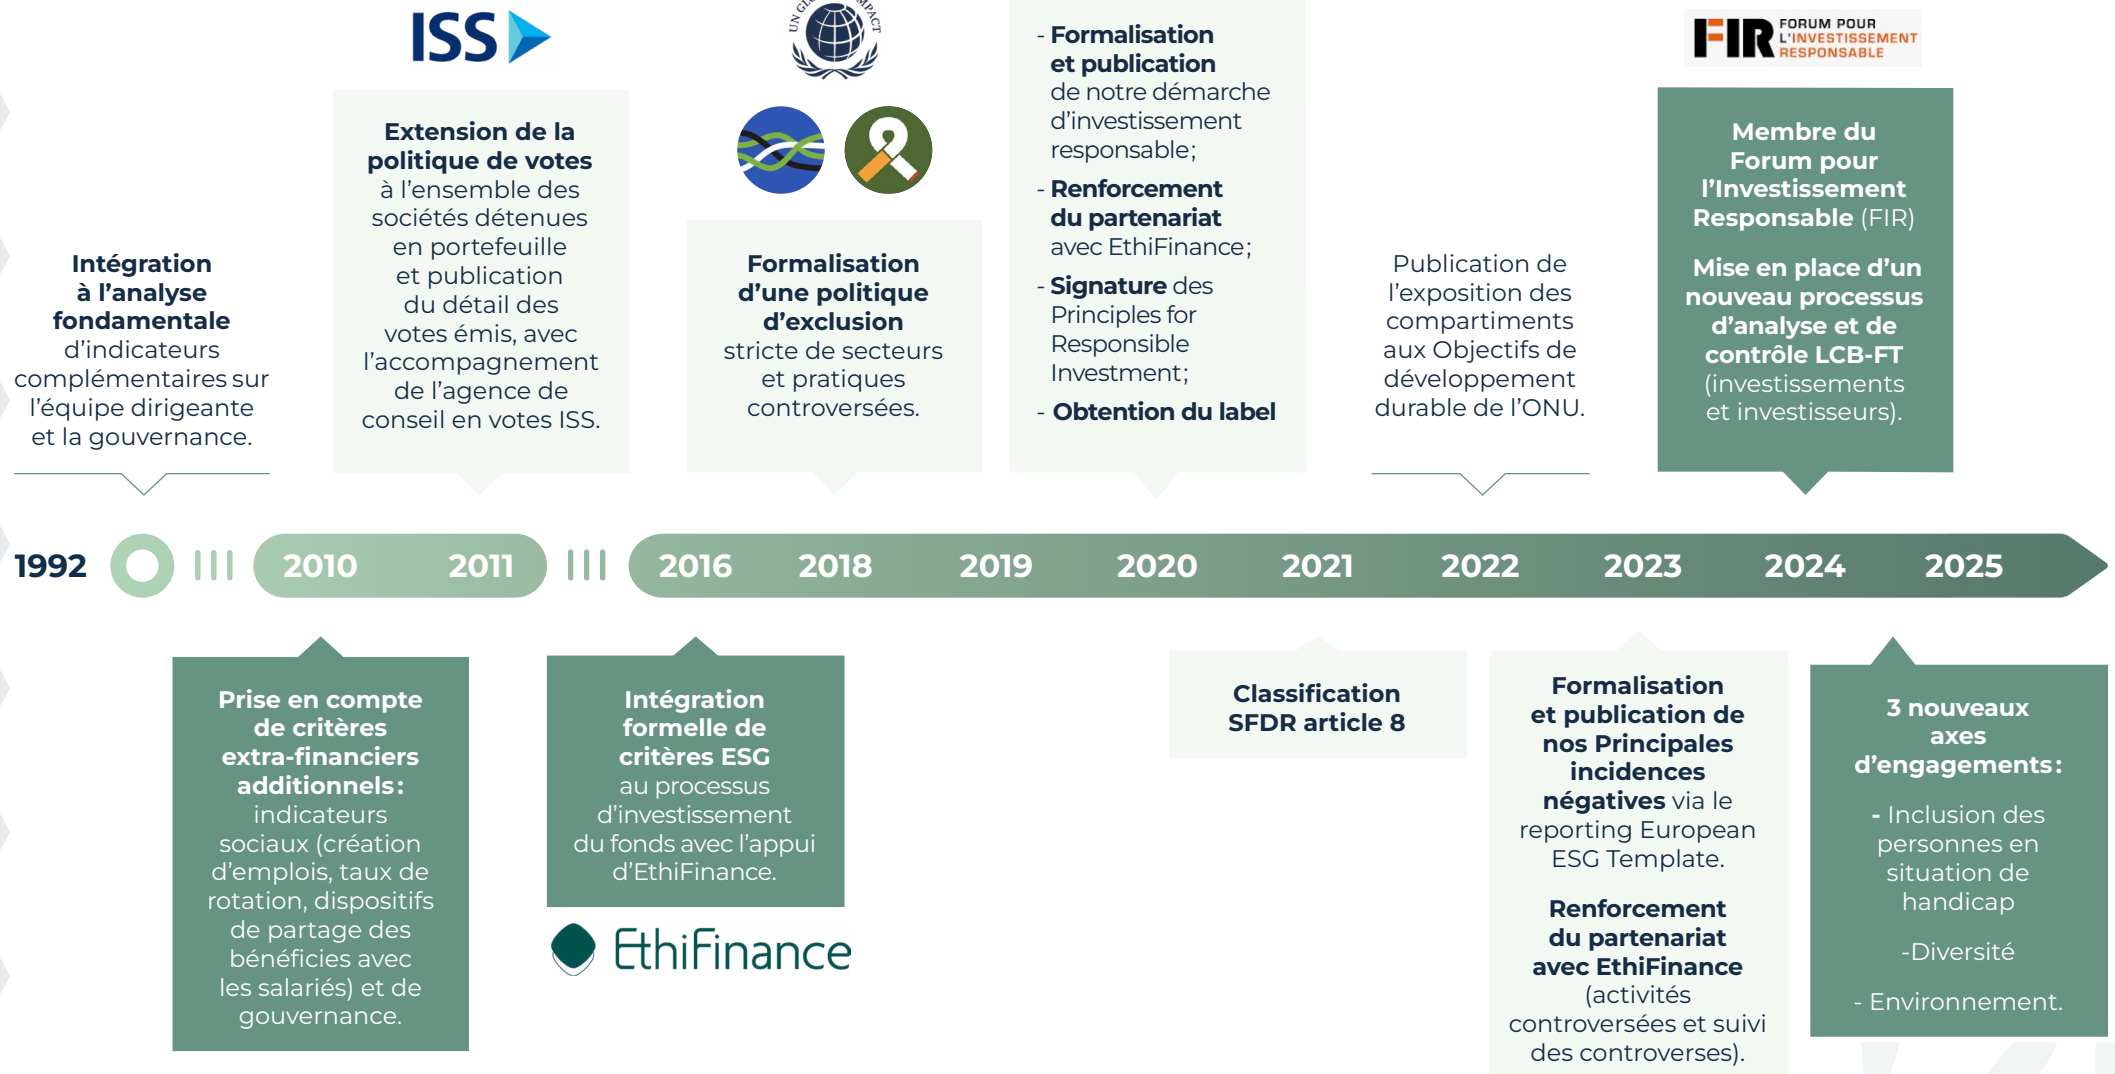 ISS
UN GLOBAL COMPACT
- Formalisation
et publication
de notre démarche
d'investissement
responsable;
- Renforcement
du partenariat
avec EthiFinance;
- Signature des
Principles for
Responsible
Investment;
- Obtention du label
FIR
FORUM POUR
L'INVESTISSEMENT
RESPONSABLE
Intégration
à l'analyse
fondamentale
d'indicateurs
complémentaires sur
l'équipe dirigeante
et la gouvernance.
Extension de la
politique de votes
à l'ensemble des
sociétés détenues
en portefeuille
et publication
du détail des
votes émis, avec
l'accompagnement
de l'agence de
conseil en votes ISS.
Formalisation
d'une politique
d'exclusion
stricte de secteurs
et pratiques
controversées.
Publication de
l'exposition des
compartiments
aux Objectifs de
développement
durable de l'ONU.
Membre du
Forum pour
l'Investissement
Responsable (FIR)
Mise en place d'un
nouveau processus
d'analyse et de
contrôle LCB-FT
(investissements
et investisseurs).
1992 2010 2011 2016 2018 2019 2020 2021 2022 2023 2024 2025
Prise en compte
de critères
extra-financiers
additionnels:
indicateurs
sociaux (création
d'emplois, taux de
rotation, dispositifs
de partage des
bénéficies avec
les salariés) et de
gouvernance.
Intégration
formelle de
critères ESG
au processus
d'investissement
du fonds avec l'appui
d'EthiFinance.
EthiFinance
Classification
SFDR article 8
Formalisation
et publication de
nos Principales
incidences
négatives via le
reporting European
ESG Template.
Renforcement
du partenariat
avec EthiFinance
(activités
controversées et suivi
des controverses).
3 nouveaux
axes
d'engagements:
- Inclusion des
personnes en
situation de
handicap
-Diversité
- Environnement.